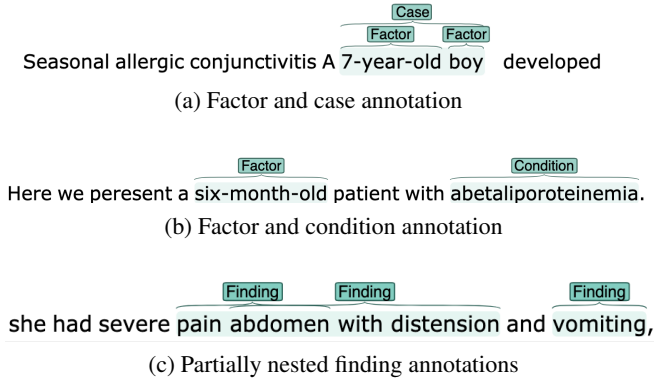 Case
Factor Factor
Seasonal allergic conjunctivitis A 7-year-old boy developed
(a) Factor and case annotation
Factor Condition
Here we peresent a six-month-old patient with abetaliporoteinemia.
(b) Factor and condition annotation
Finding Finding Finding
she had severe pain abdomen with distension and vomiting,
(c) Partially nested finding annotations